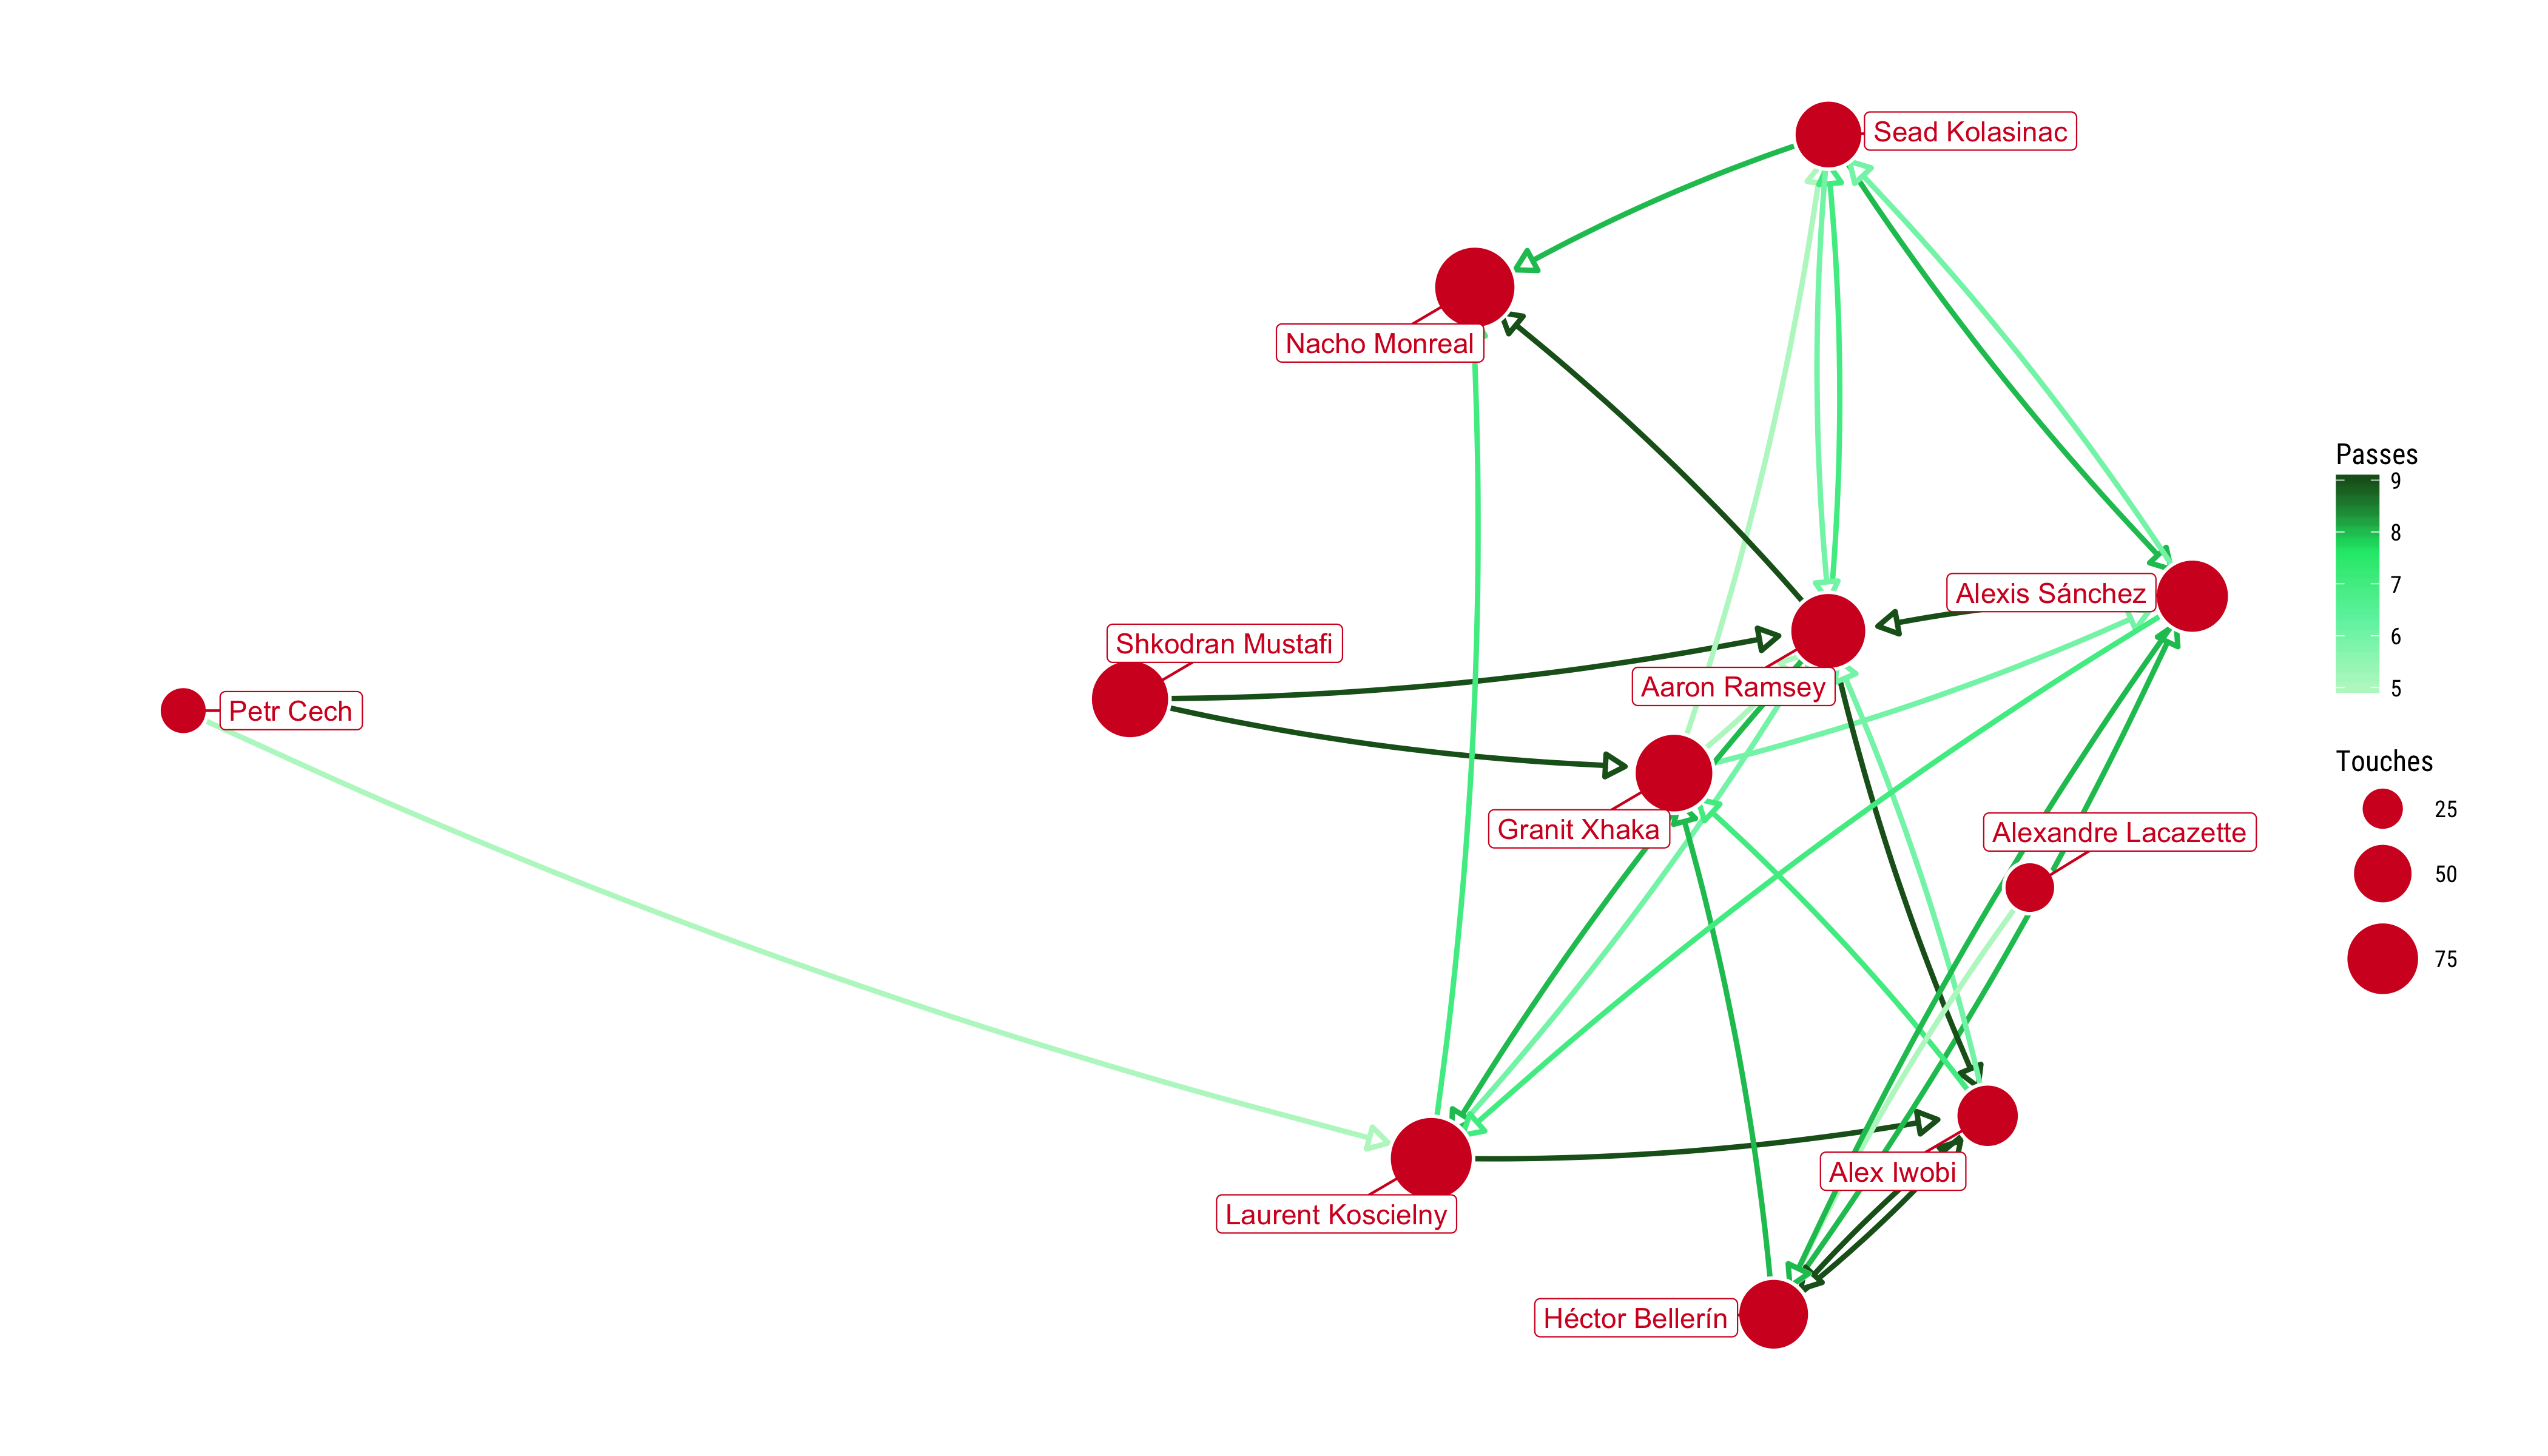 Sead Kolasinac
Nacho Monreal
Passes
9
8
7
6
5
Alexis Sánchez
Shkodran Mustafi
Aaron Ramsey
Petr Cech
Touches
25
50
75
Granit Xhaka
Alexandre Lacazette
Alex Iwobi
Laurent Koscielny
Héctor Bellerín